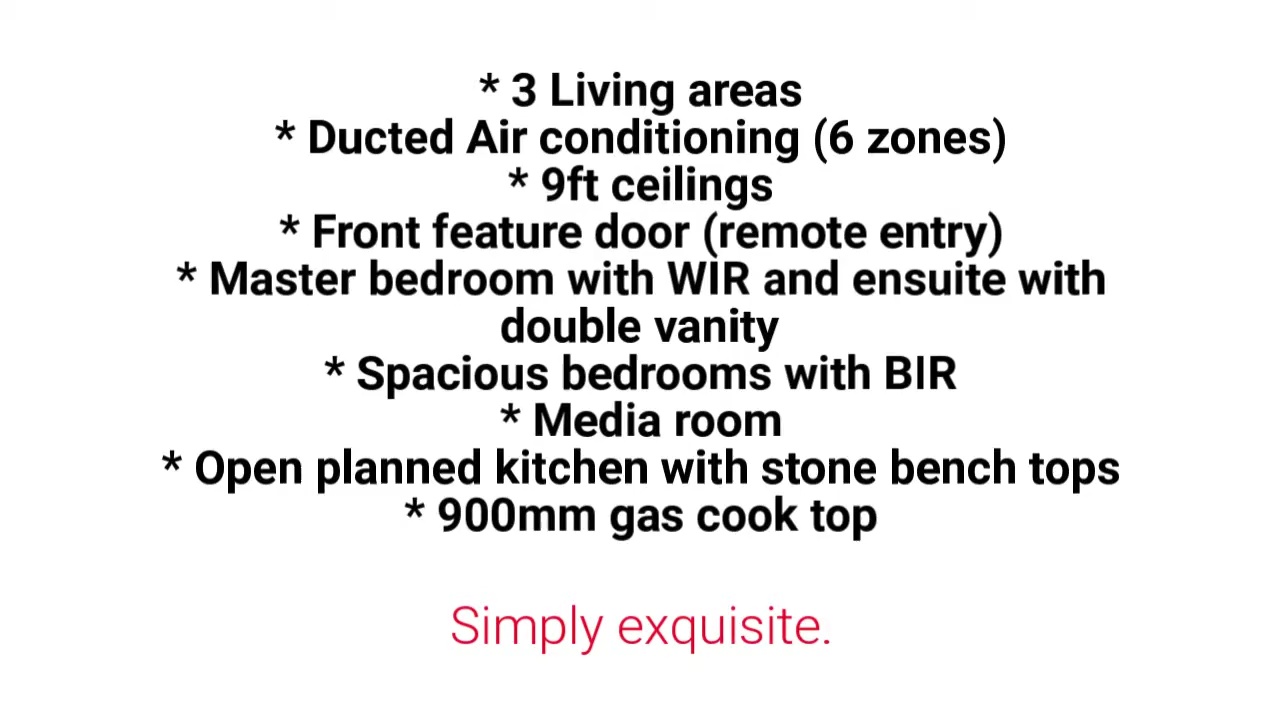 * 3 Living areas
* Ducted Air conditioning (6 zones)
* 9ft ceilings
* Front feature door (remote entry)
* Master bedroom with WIR and ensuite with
double vanity
* Spacious bedrooms with BIR
* Media room
* Open planned kitchen with stone bench tops
* 900mm gas cook top
Simply exquisite.